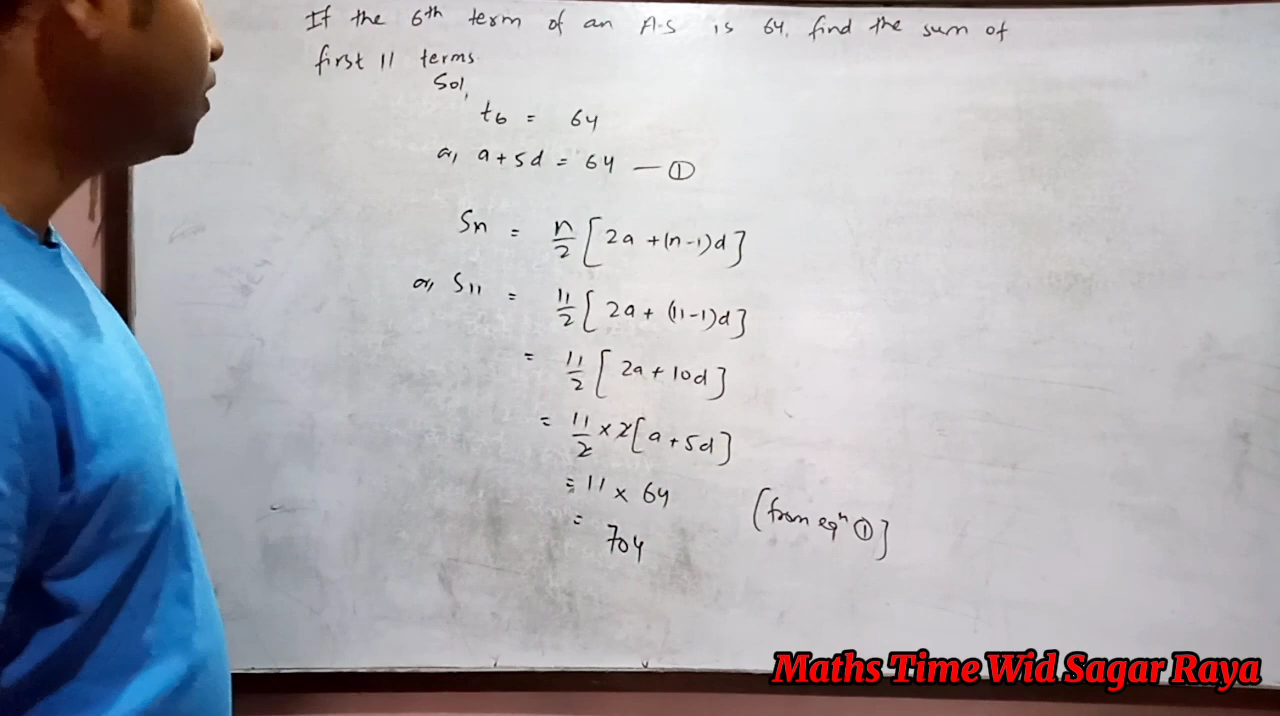 If the 6th term of an A.S is 64, find the sum of
first 11 terms.
Sol,
t6 = 64
or, a + 5d = 64 — ①
Sn = n/2 [2a + (n-1)d]
or, S11 = 11/2 [2a + (11-1)d]
= 11/2 [2a + 10d]
= 11/2 × 2[a + 5d]
= 11 × 64 [from eqn ①]
= 704
Maths Time Wid Sagar Raya